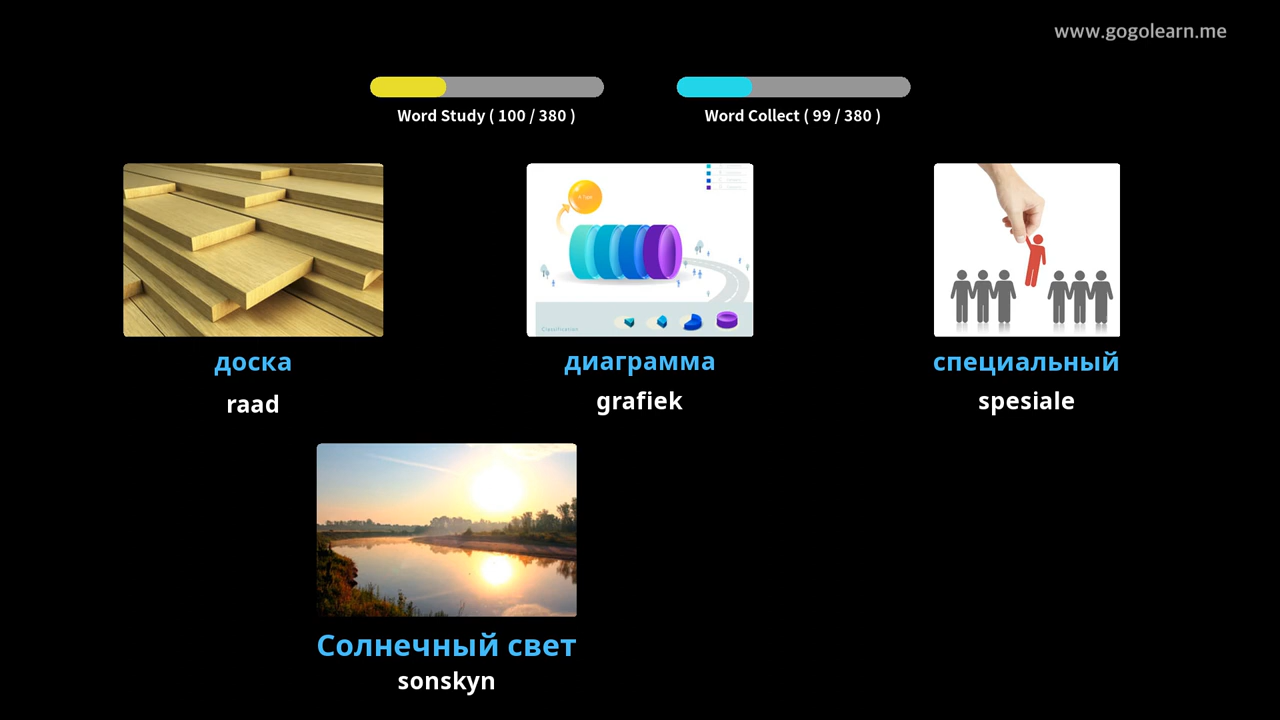 www.gogolearn.me
Word Study ( 100 / 380 )
Word Collect ( 99 / 380 )
доска
raad
диаграмма
grafiek
специальный
spesiale
Classification
Солнечный свет
sonskyn